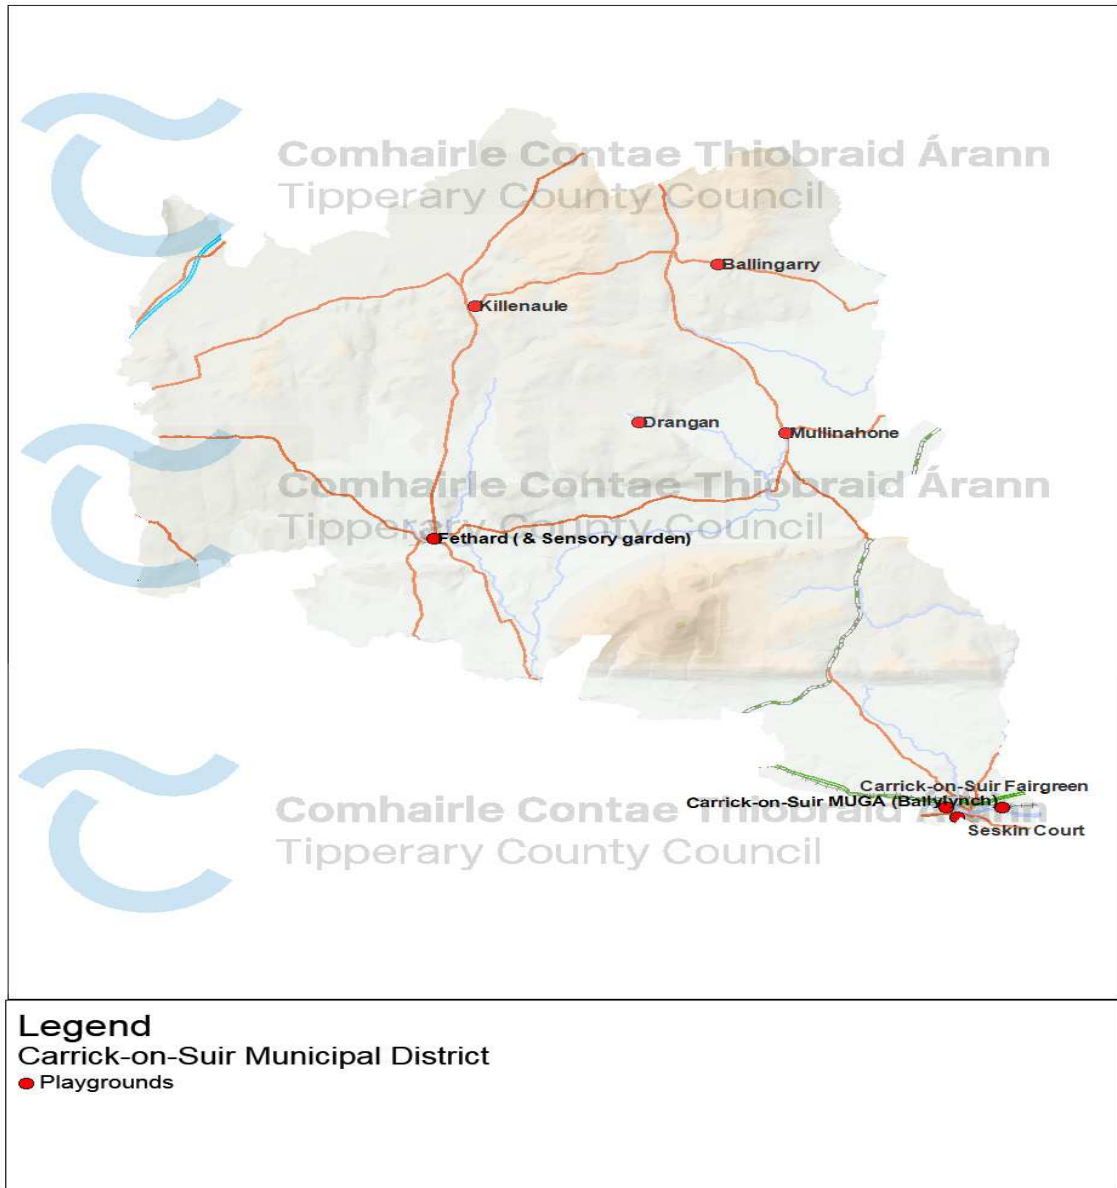 Comhairle Contae Thiobraid Árann
Tipperary County Council
Ballingarry
Killenaule
Drangan
Mullinahone
Comhairle Contae Thiobraid Árann
Tipperary County Council
Fethard ( & Sensory garden)
Carrick-on-Suir Fairgreen
Carrick-on-Suir MUGA (Ballylynch)
Comhairle Contae Thiobraid Árann
Seskin Court
Tipperary County Council
Legend
Carrick-on-Suir Municipal District
Playgrounds